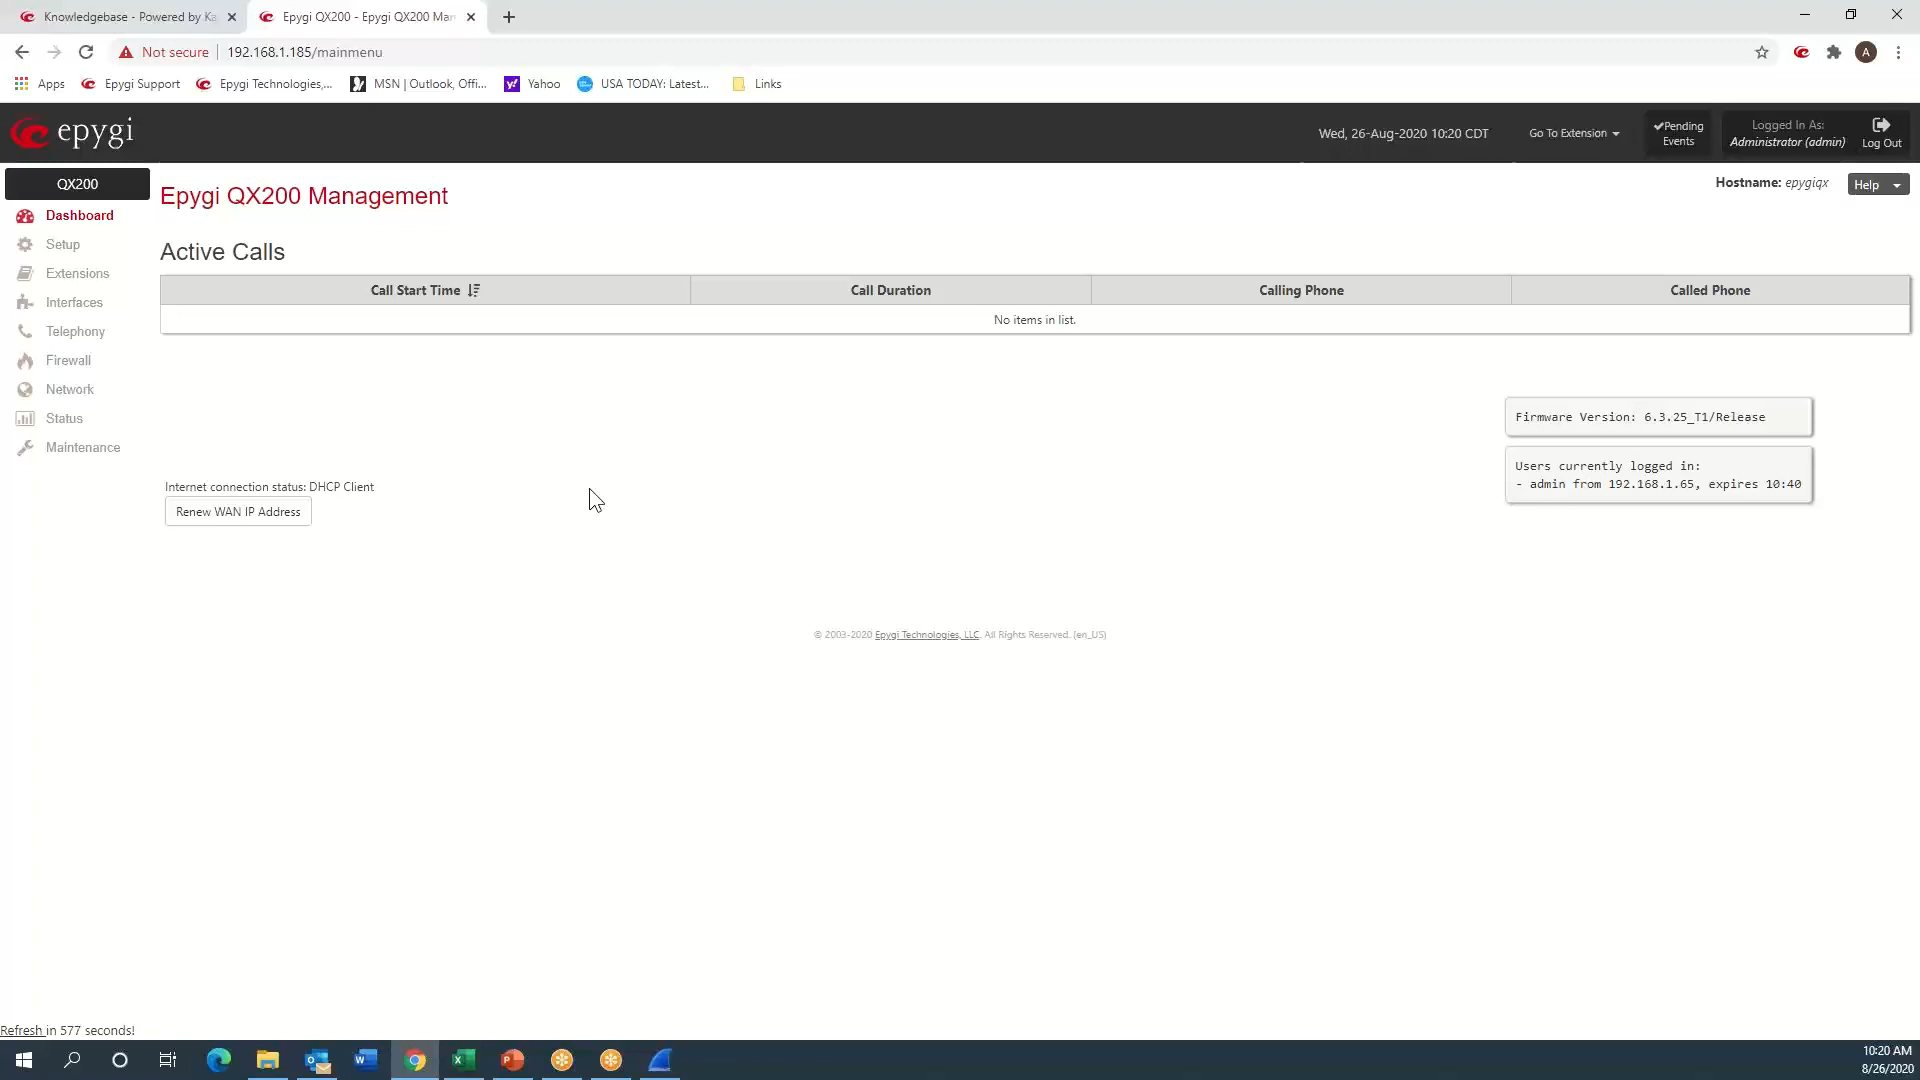 Knowledgebase - Powered by Ka
Epygi QX200 - Epygi QX200 Man
Not secure
192.168.1.185/mainmenu
A
Apps
Epygi Support
Epygi Technologies,...
MSN | Outlook, Offi...
Yahoo
USA TODAY: Latest...
Links
epygi
Wed, 26-Aug-2020 10:20 CDT
Go To Extension
Pending
Events
Logged In As:
Administrator (admin)
Log Out
QX200
Epygi QX200 Management
Hostname: epygiqx
Help
Dashboard
Setup
Extensions
Interfaces
Telephony
Firewall
Network
Status
Maintenance
Active Calls
Call Start Time
Call Duration
Calling Phone
Called Phone
No items in list.
Firmware Version: 6.3.25_T1/Release
Users currently logged in:
- admin from 192.168.1.65, expires 10:40
Internet connection status: DHCP Client
Renew WAN IP Address
© 2003-2020 Epygi Technologies, LLC. All Rights Reserved. (en_US)
Refresh in 577 seconds!
10:20 AM
8/26/2020